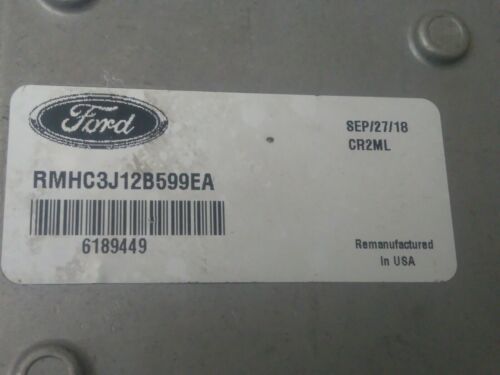 Ford
SEP/27/18
CR2ML
RMHC3J12B599EA
6189449
Remanufactured
In USA